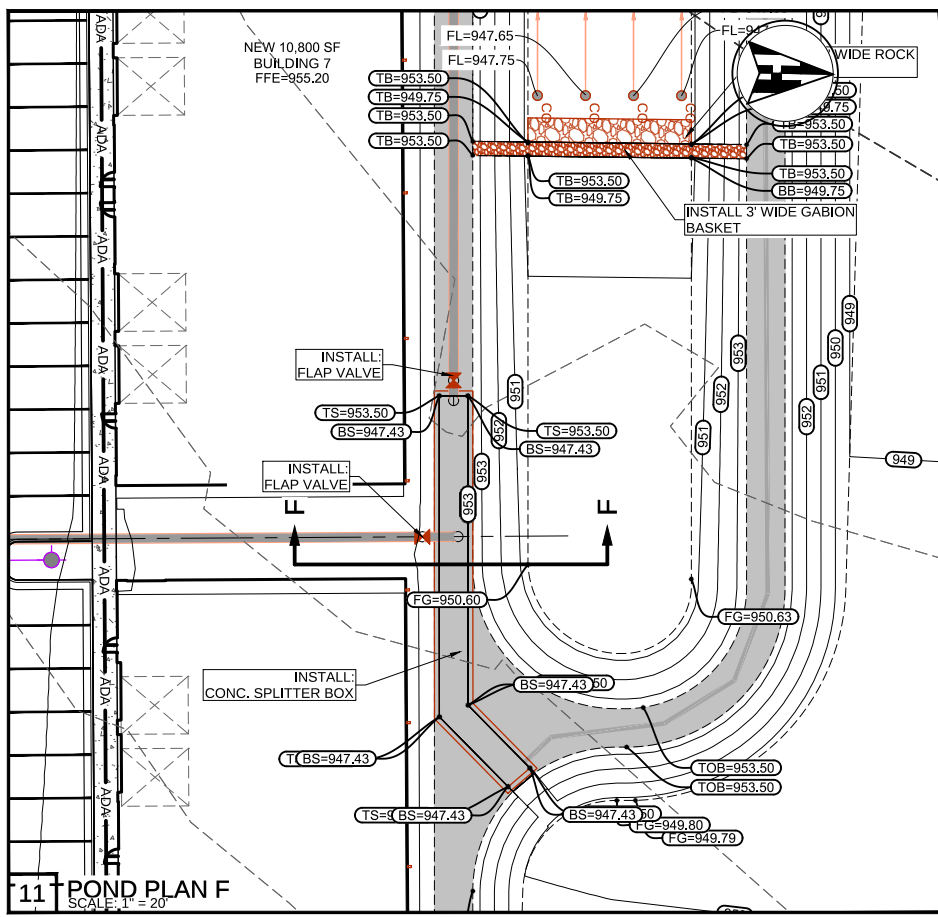 NEW 10,800 SF
BUILDING 7
FFE=955.20
FL=947.65
FL=947.75
WIDE ROCK
TB=953.50
TB=949.75
TB=953.50
TB=953.50
TB=953.50
TB=953.50
TB=953.50
BB=949.75
TB=953.50
TB=949.75
INSTALL 3' WIDE GABION
BASKET
INSTALL:
FLAP VALVE
TS=953.50
BS=947.43
TS=953.50
BS=947.43
INSTALL:
FLAP VALVE
F
F
FG=950.60
FG=950.63
INSTALL:
CONC. SPLITTER BOX
BS=947.43
BS=947.43
BS=947.43
BS=947.43
TOB=953.50
TOB=953.50
FG=949.80
FG=949.79
951
952
953
953
951
952
953
952
951
950
949
949
ADA
ADA
ADA
ADA
ADA
ADA
ADA
ADA
11
POND PLAN F
SCALE: 1" = 20'